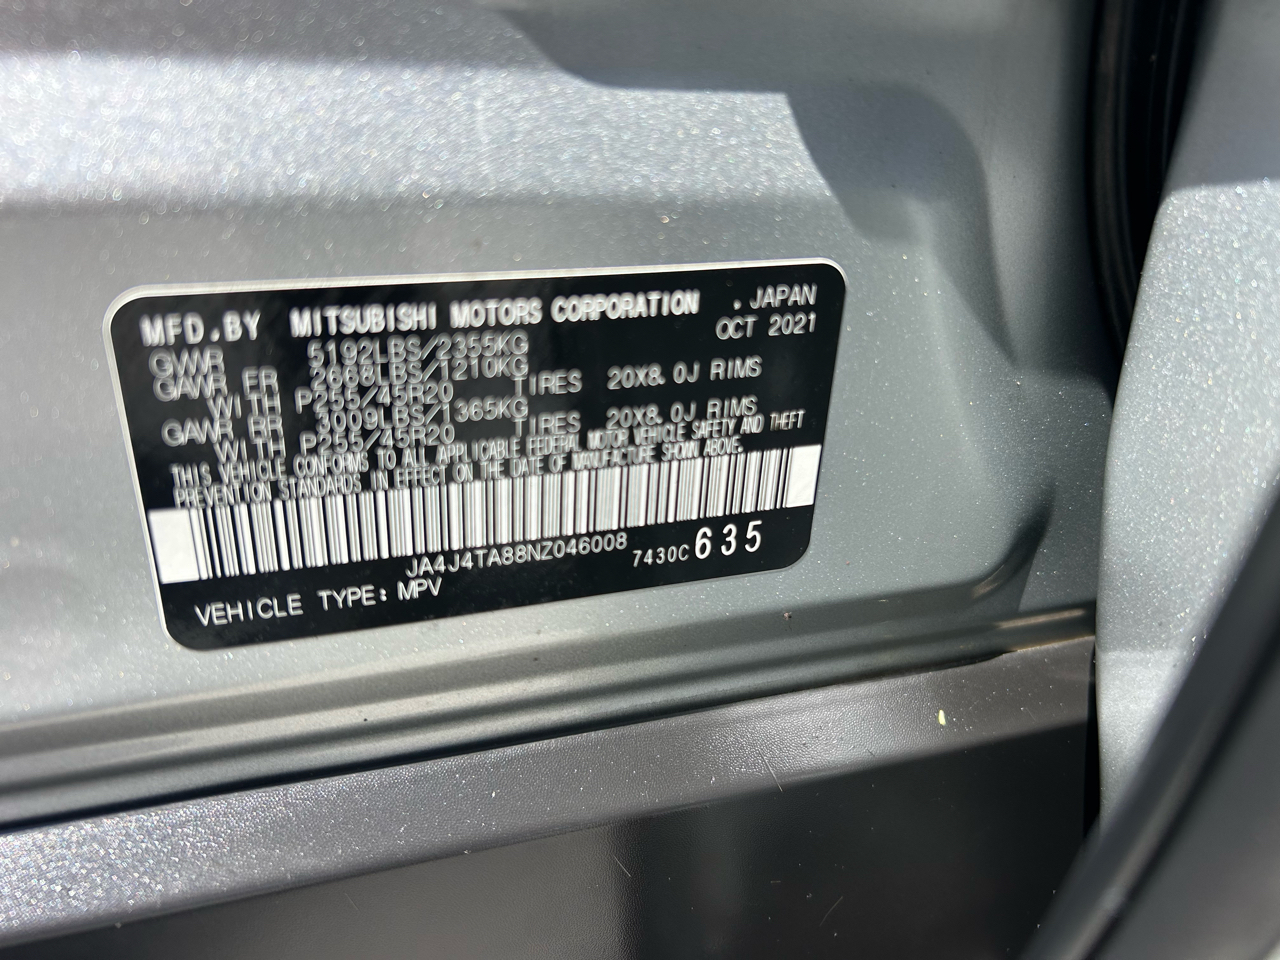 MFD.BY MITSUBISHI MOTORS CORPORATION . JAPAN
OCT 2021
GVWR 5192LBS/2355KG
GAWR FR 2668LBS/1210KG
WITH P255/45R20 TIRES 20X8.0J RIMS
GAWR RR 3009LBS/1365KG
WITH P255/45R20 TIRES 20X8.0J RIMS
THIS VEHICLE CONFORMS TO ALL APPLICABLE FEDERAL MOTOR VEHICLE SAFETY AND THEFT
PREVENTION STANDARDS IN EFFECT ON THE DATE OF MANUFACTURE SHOWN ABOVE.
JA4J4TA88NZ046008 7430C 635
VEHICLE TYPE: MPV